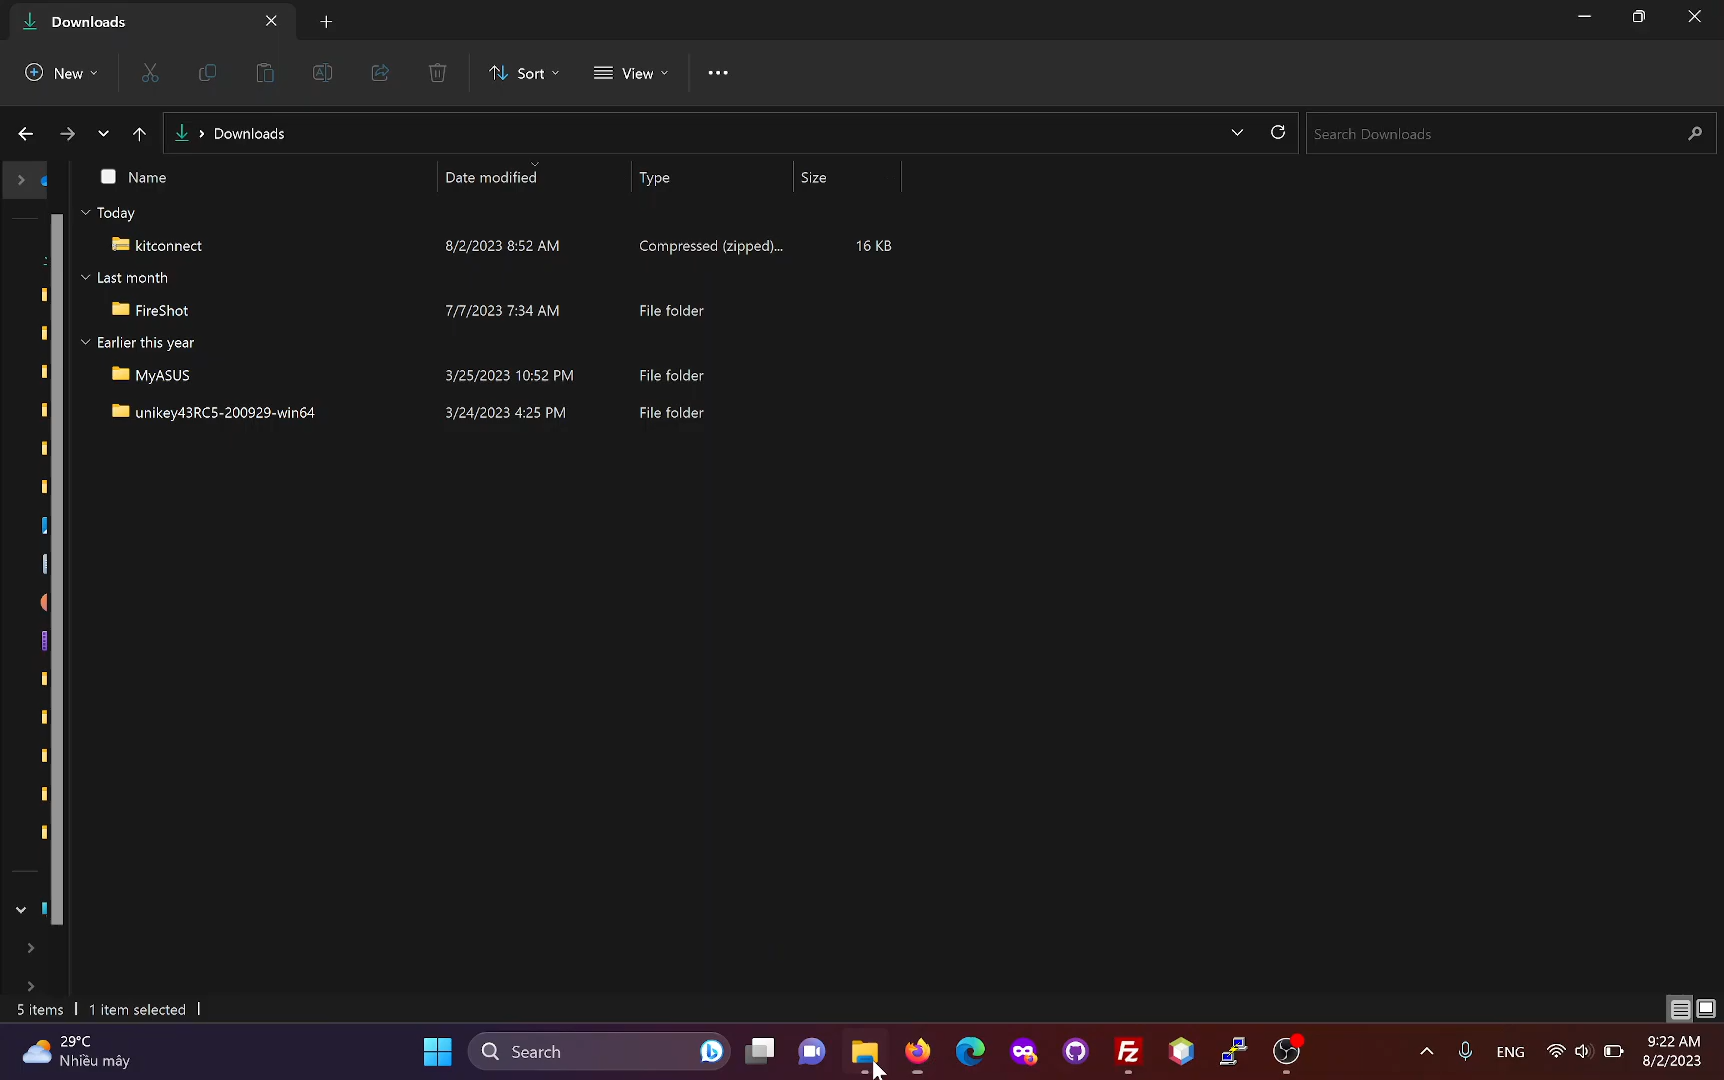 Downloads
New
Sort
View
Downloads
Search Downloads
Name Date modified Type Size
Today
kitconnect 8/2/2023 8:52 AM Compressed (zipped)... 16 KB
Last month
FireShot 7/7/2023 7:34 AM File folder
Earlier this year
MyASUS 3/25/2023 10:52 PM File folder
unikey43RC5-200929-win64 3/24/2023 4:25 PM File folder
5 items 1 item selected
29°C
Nhiều mây
Search
Fz
ENG
9:22 AM
8/2/2023